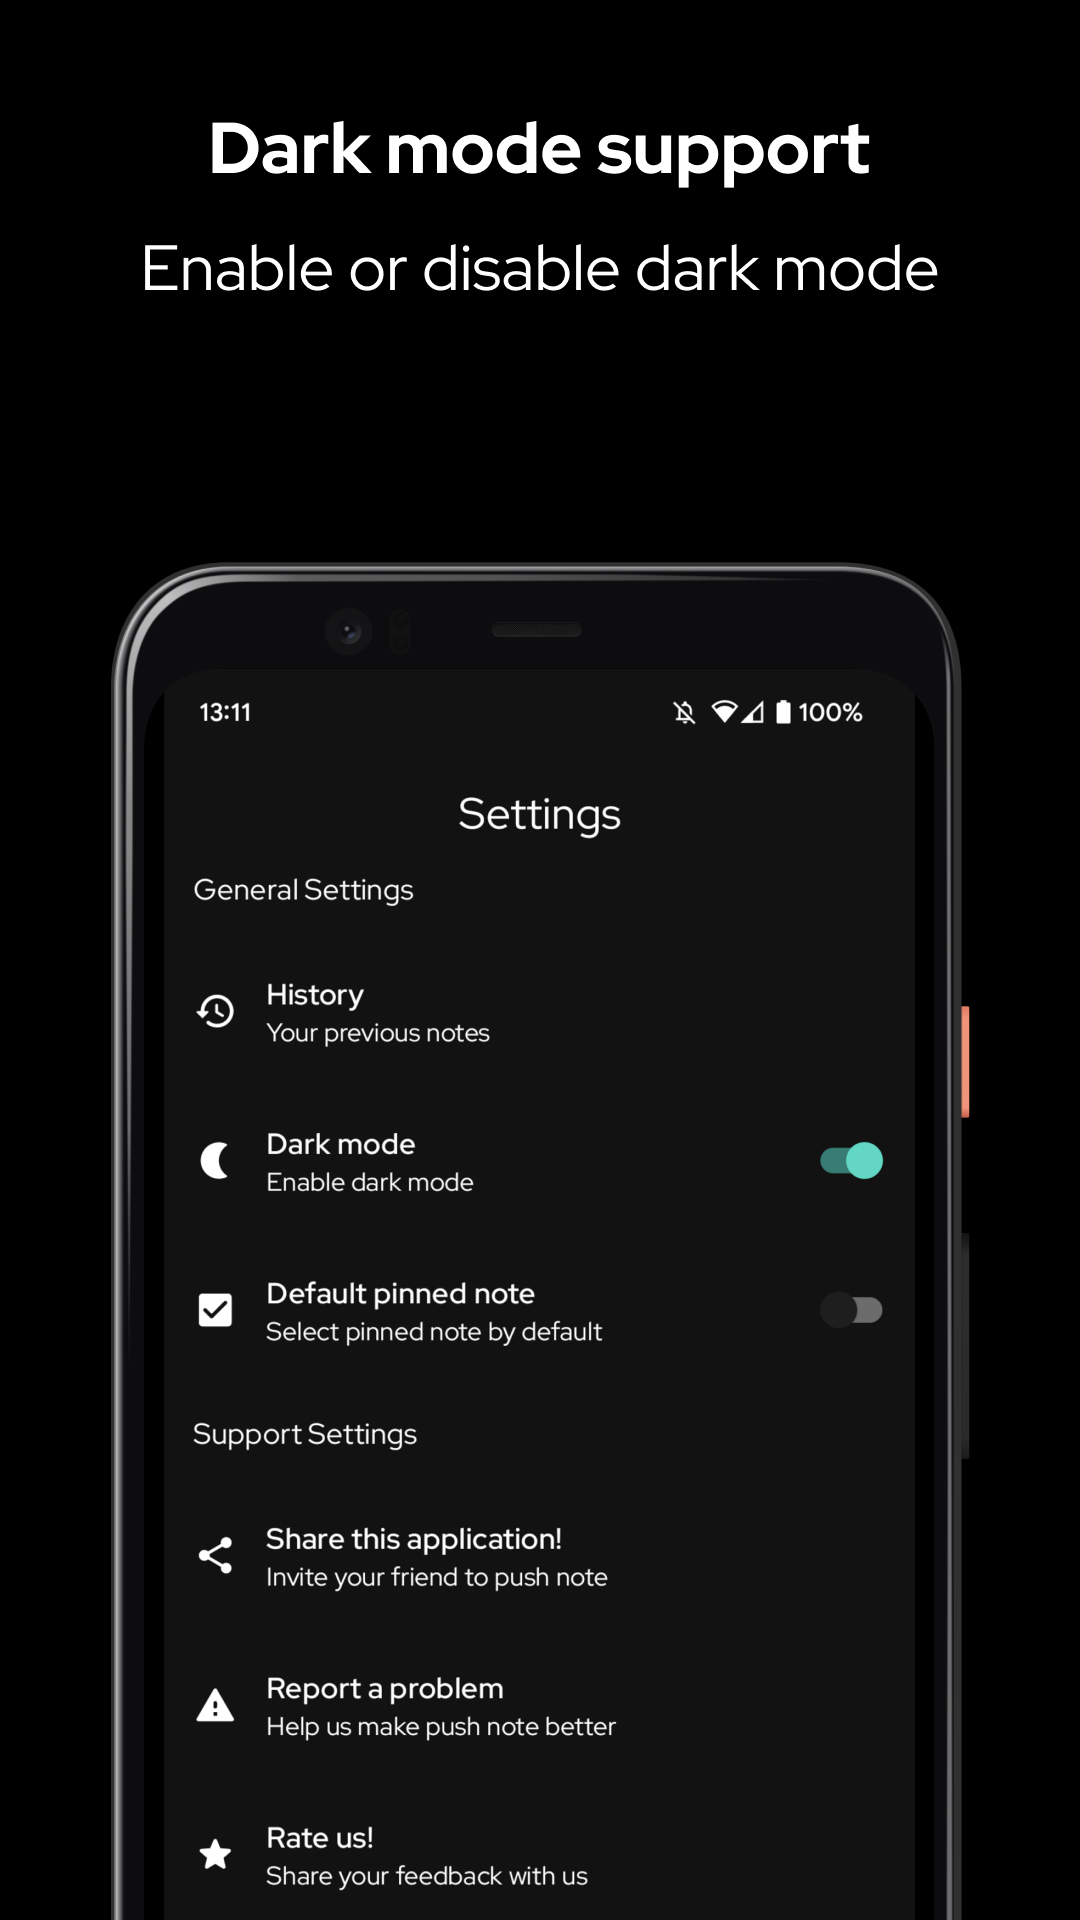 Dark mode support
Enable or disable dark mode
13:11 100%
Settings
General Settings
History
Your previous notes
Dark mode
Enable dark mode
Default pinned note
Select pinned note by default
Support Settings
Share this application!
Invite your friend to push note
Report a problem
Help us make push note better
Rate us!
Share your feedback with us